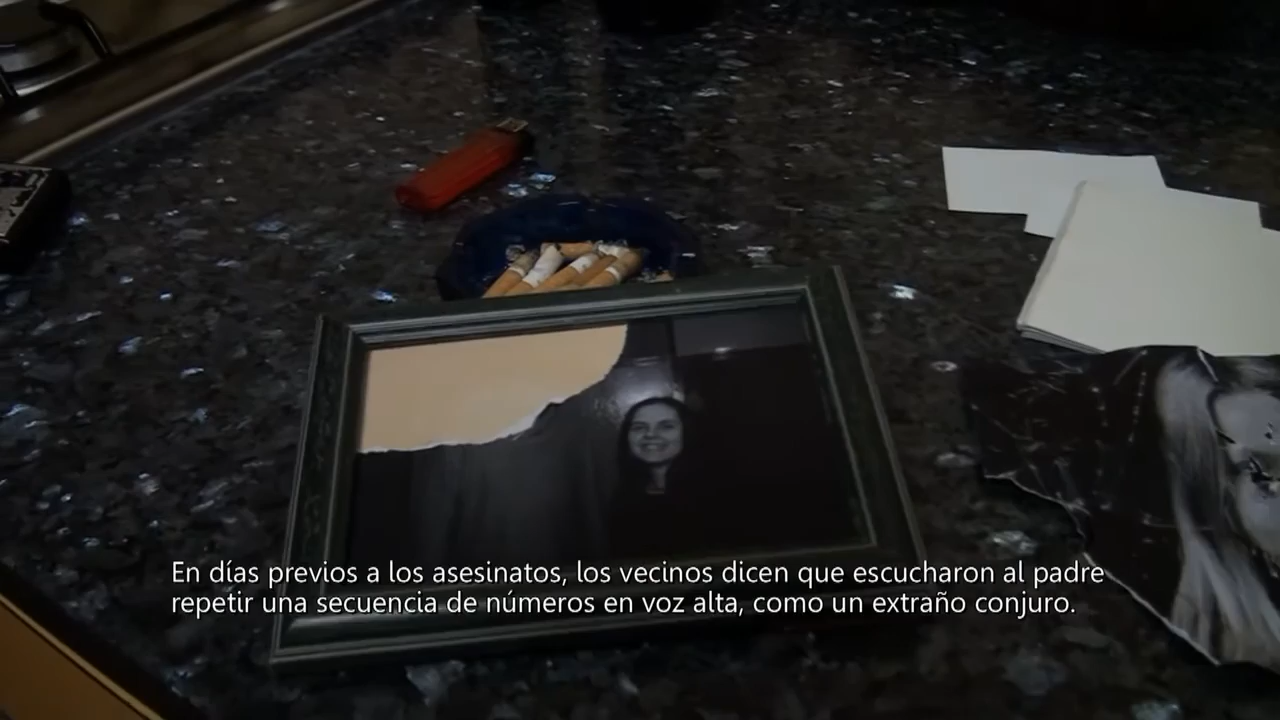 En días previos a los asesinatos, los vecinos dicen que escucharon al padre
repetir una secuencia de números en voz alta, como un extraño conjuro.